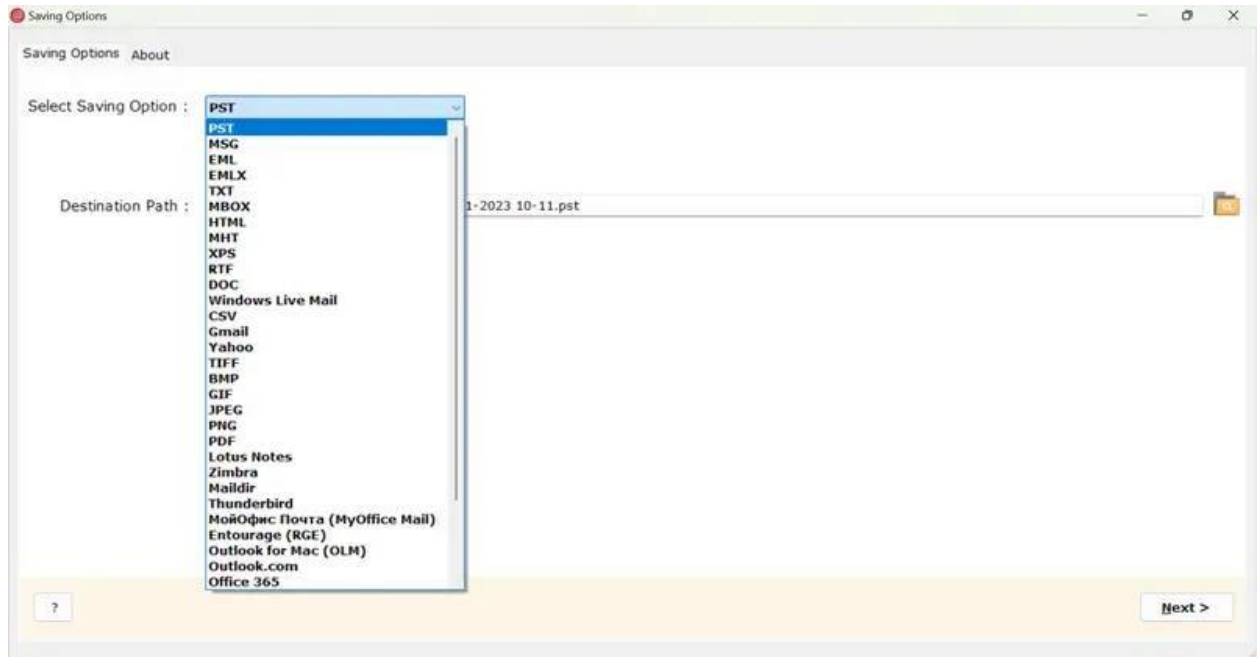 Saving Options
Saving Options About
Select Saving Option : PST
PST
MSG
EML
EMLX
TXT
Destination Path : MBOX 1-2023 10-11.pst
HTML
MHT
XPS
RTF
DOC
Windows Live Mail
CSV
Gmail
Yahoo
TIFF
BMP
GIF
JPEG
PNG
PDF
Lotus Notes
Zimbra
Maildir
Thunderbird
МойОфис Почта (MyOffice Mail)
Entourage (RGE)
Outlook for Mac (OLM)
Outlook.com
Office 365
?
Next >